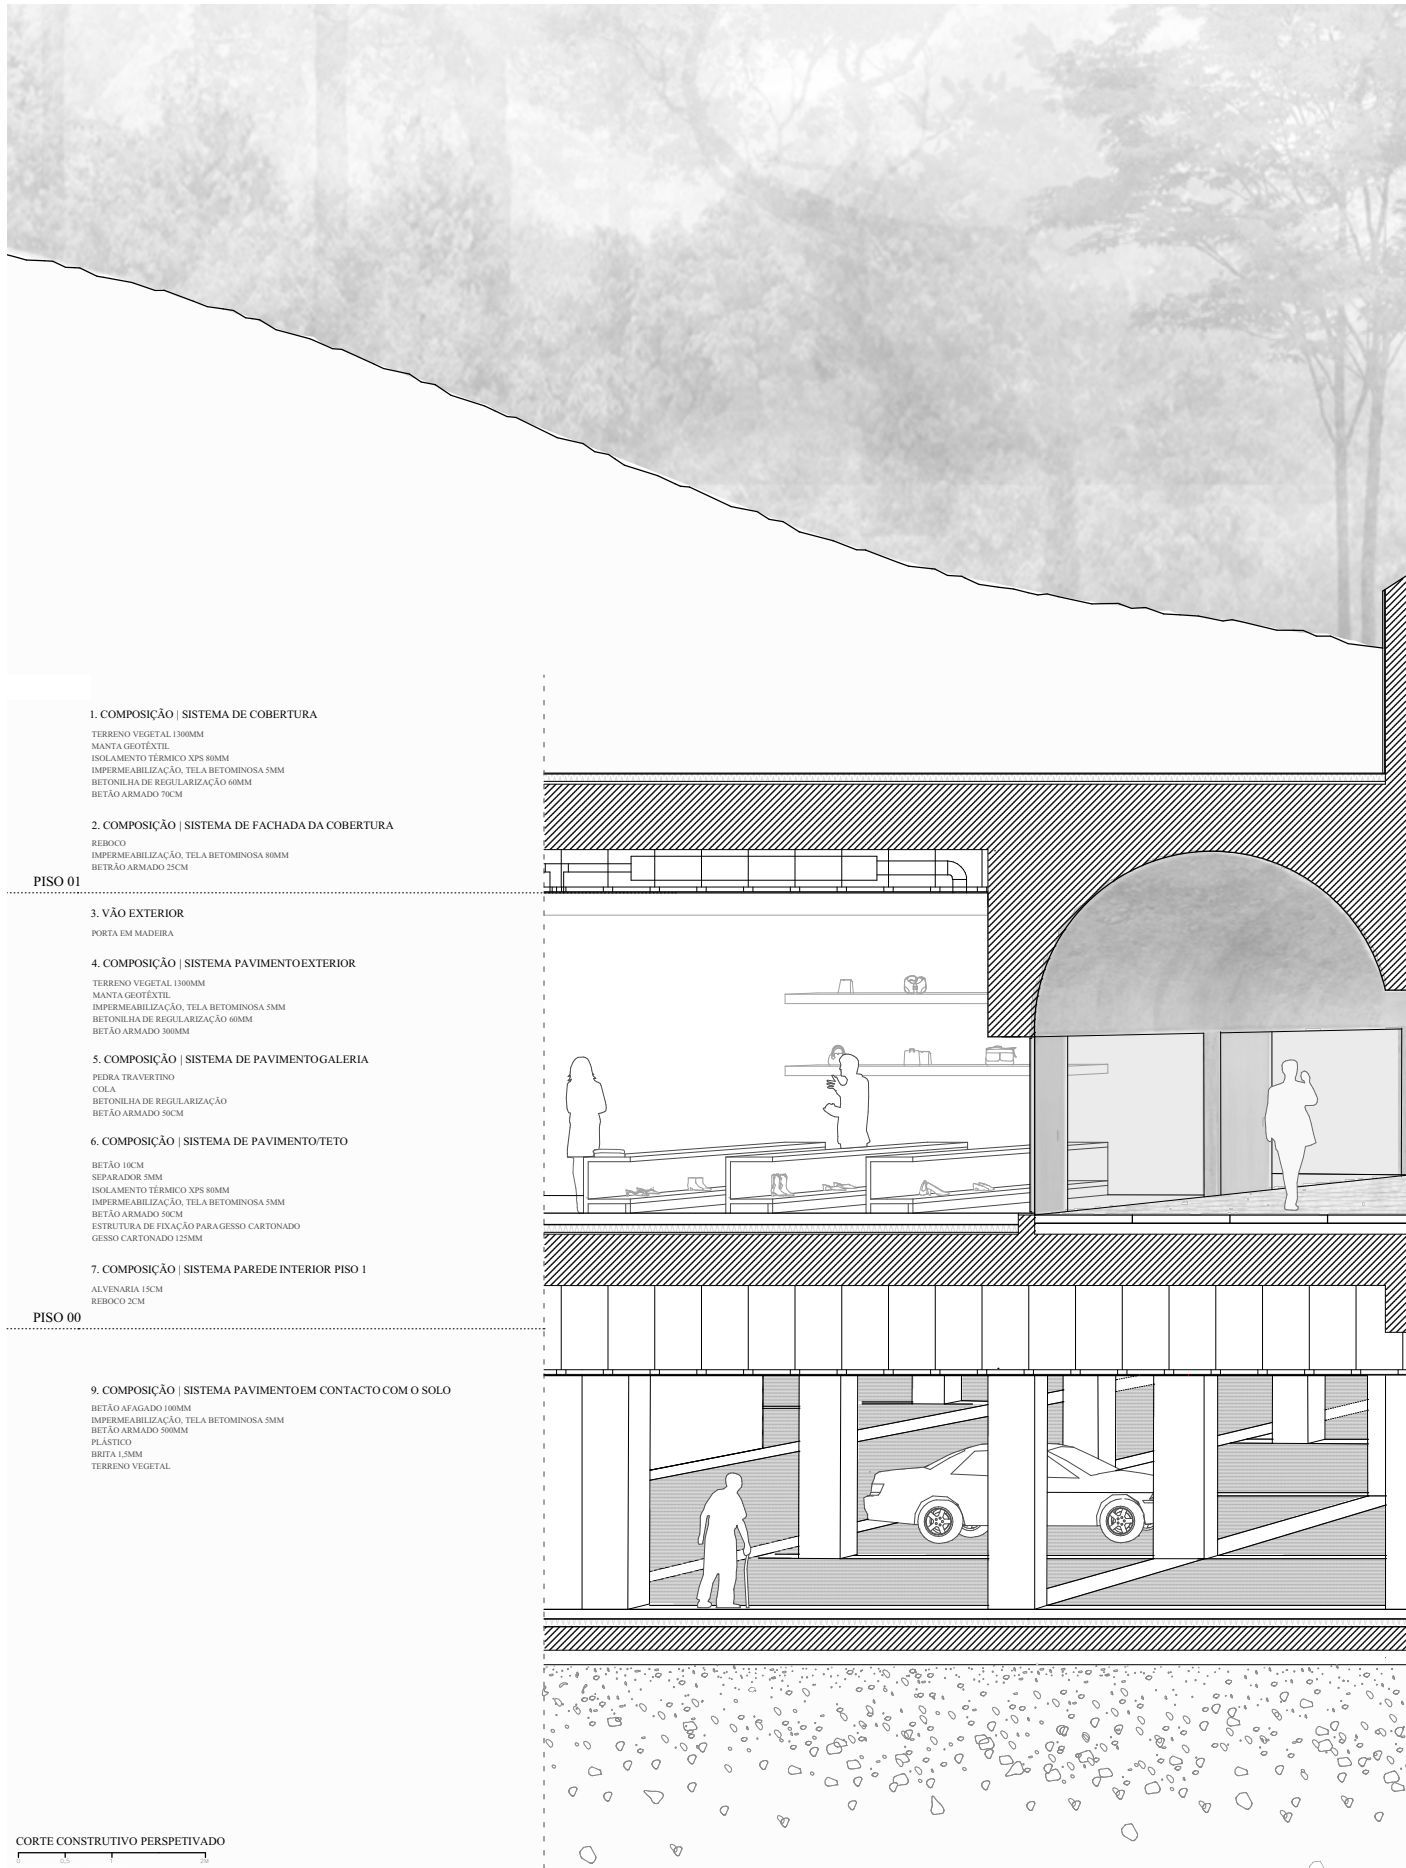 1. COMPOSIÇÃO | SISTEMA DE COBERTURA
TERRENO VEGETAL 1300MM
MANTA GEOTÊXTIL
ISOLAMENTO TÉRMICO XPS 80MM
IMPERMEABILIZAÇÃO, TELA BETOMINOSA 5MM
BETONILHA DE REGULARIZAÇÃO 60MM
BETÃO ARMADO 70CM
2. COMPOSIÇÃO | SISTEMA DE FACHADA DA COBERTURA
REBOCO
IMPERMEABILIZAÇÃO, TELA BETOMINOSA 80MM
BETRÃO ARMADO 25CM
PISO 01
3. VÃO EXTERIOR
PORTA EM MADEIRA
4. COMPOSIÇÃO | SISTEMA PAVIMENTO EXTERIOR
TERRENO VEGETAL 1300MM
MANTA GEOTÊXTIL
IMPERMEABILIZAÇÃO, TELA BETOMINOSA 5MM
BETONILHA DE REGULARIZAÇÃO 60MM
BETÃO ARMADO 300MM
5. COMPOSIÇÃO | SISTEMA DE PAVIMENTO GALERIA
PEDRA TRAVERTINO
COLA
BETONILHA DE REGULARIZAÇÃO
BETÃO ARMADO 50CM
6. COMPOSIÇÃO | SISTEMA DE PAVIMENTO/TETO
BETÃO 10CM
SEPARADOR 5MM
ISOLAMENTO TÉRMICO XPS 80MM
IMPERMEABILIZAÇÃO, TELA BETOMINOSA 5MM
BETÃO ARMADO 50CM
ESTRUTURA DE FIXAÇÃO PARA GESSO CARTONADO
GESSO CARTONADO 125MM
7. COMPOSIÇÃO | SISTEMA PAREDE INTERIOR PISO 1
ALVENARIA 15CM
REBOCO 2CM
PISO 00
9. COMPOSIÇÃO | SISTEMA PAVIMENTO EM CONTACTO COM O SOLO
BETÃO AFAGADO 100MM
IMPERMEABILIZAÇÃO, TELA BETOMINOSA 5MM
BETÃO ARMADO 500MM
PLÁSTICO
BRITA 1,5MM
TERRENO VEGETAL
CORTE CONSTRUTIVO PERSPETIVADO
0 0,5 1 2M